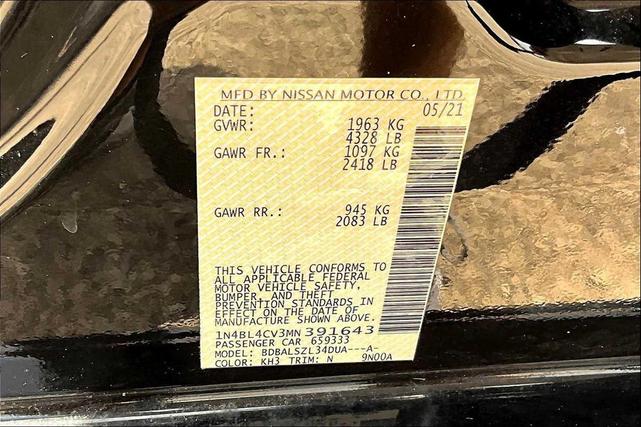 MFD BY NISSAN MOTOR CO., LTD.
DATE: 05/21
GVWR: 1963 KG
4328 LB
GAWR FR.: 1097 KG
2418 LB
GAWR RR.: 945 KG
2083 LB
THIS VEHICLE CONFORMS TO
ALL APPLICABLE FEDERAL
MOTOR VEHICLE SAFETY,
BUMPER, AND THEFT
PREVENTION STANDARDS IN
EFFECT ON THE DATE OF
MANUFACTURE SHOWN ABOVE.
1N4BL4CV3MN391643
PASSENGER CAR 659333
MODEL: BDBALSZL34DUA---A-
COLOR: KH3 TRIM: N 9N00A